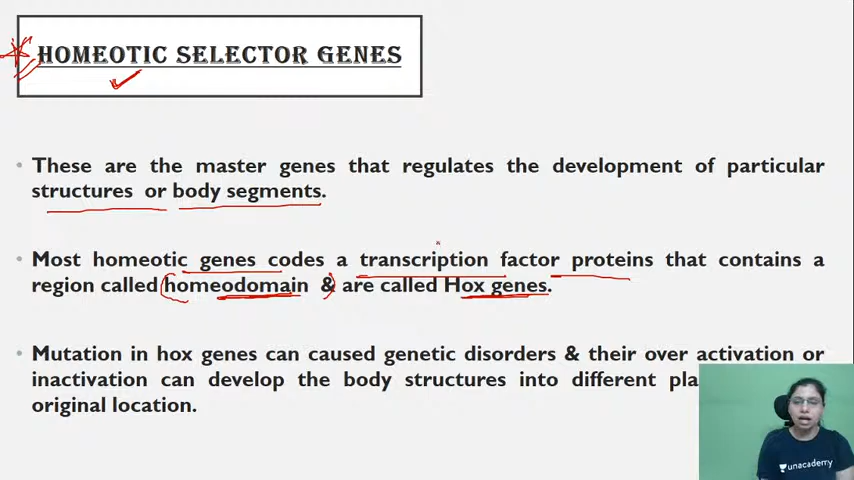 HOMEOTIC SELECTOR GENES
These are the master genes that regulates the development of particular
structures or body segments.
Most homeotic genes codes a transcription factor proteins that contains a
region called homeodomain & are called Hox genes.
Mutation in hox genes can caused genetic disorders & their over activation or
inactivation can develop the body structures into different
original location.
unacademy